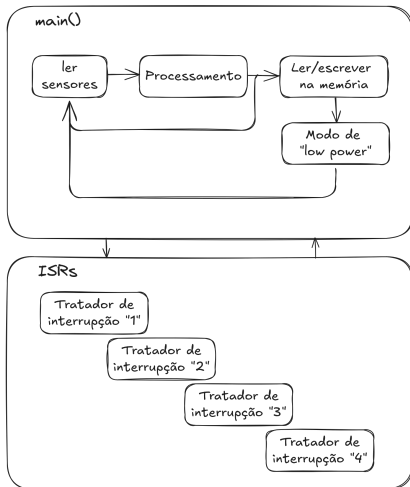 main()
ler
sensores
Processamento
Ler/escrever
na memória
Modo de
"low power"
ISRs
Tratador de
interrupção "1"
Tratador de
interrupção "2"
Tratador de
interrupção "3"
Tratador de
interrupção "4"